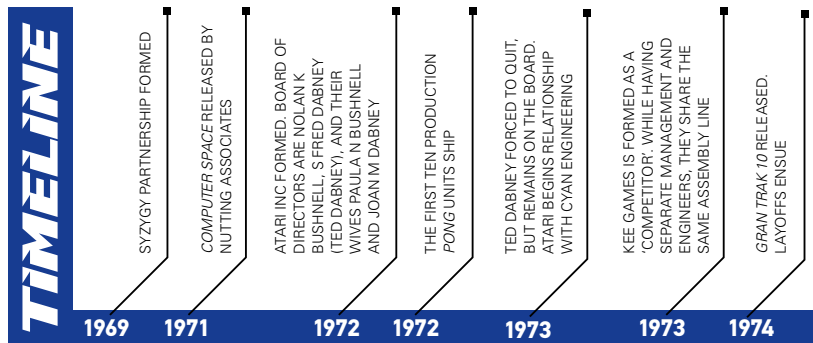 TIMELINE
SYZYGY PARTNERSHIP FORMED
1969
COMPUTER SPACE RELEASED BY
NUTTING ASSOCIATES
1971
ATARI INC FORMED. BOARD OF
DIRECTORS ARE NOLAN K
BUSHNELL, S FRED DABNEY
(TED DABNEY), AND THEIR
WIVES PAULA N BUSHNELL
AND JOAN M DABNEY
1972
THE FIRST TEN PRODUCTION
PONG UNITS SHIP
1972
TED DABNEY FORCED TO QUIT,
BUT REMAINS ON THE BOARD.
ATARI BEGINS RELATIONSHIP
WITH CYAN ENGINEERING
1973
KEE GAMES IS FORMED AS A
'COMPETITOR'. WHILE HAVING
SEPARATE MANAGEMENT AND
ENGINEERS, THEY SHARE THE
SAME ASSEMBLY LINE
1973
GRAN TRAK 10 RELEASED.
LAYOFFS ENSUE
1974